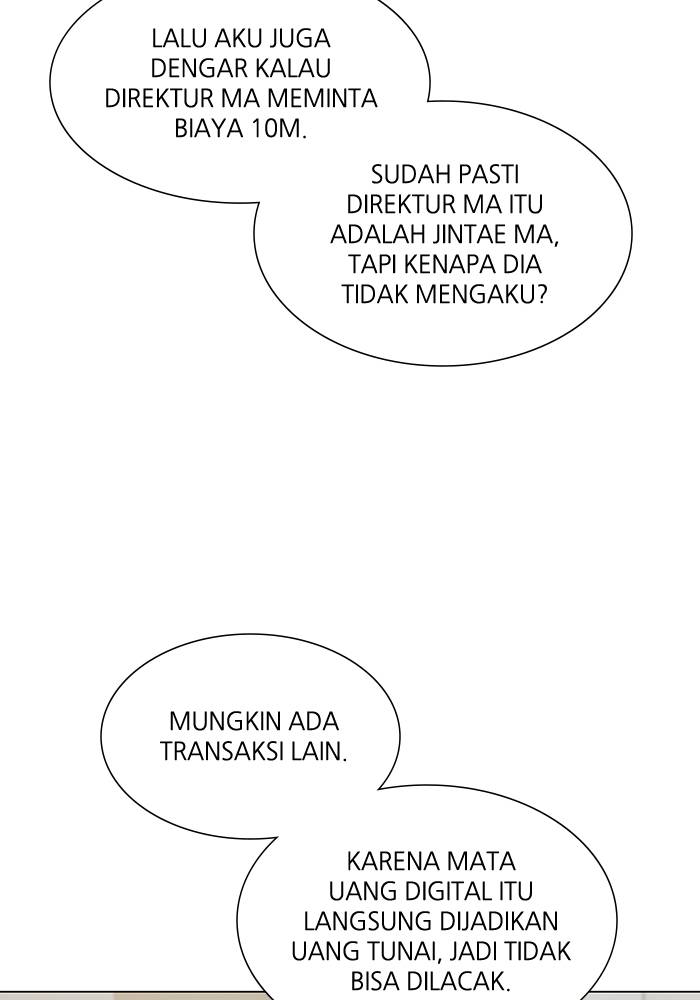 LALU AKU JUGA
DENGAR KALAU
DIREKTUR MA MEMINTA
BIAYA 10M.
SUDAH PASTI
DIREKTUR MA ITU
ADALAH JINTAE MA,
TAPI KENAPA DIA
TIDAK MENGAKU?
MUNGKIN ADA
TRANSAKSI LAIN.
KARENA MATA
UANG DIGITAL ITU
LANGSUNG DIJADIKAN
UANG TUNAI, JADI TIDAK
BISA DILACAK.